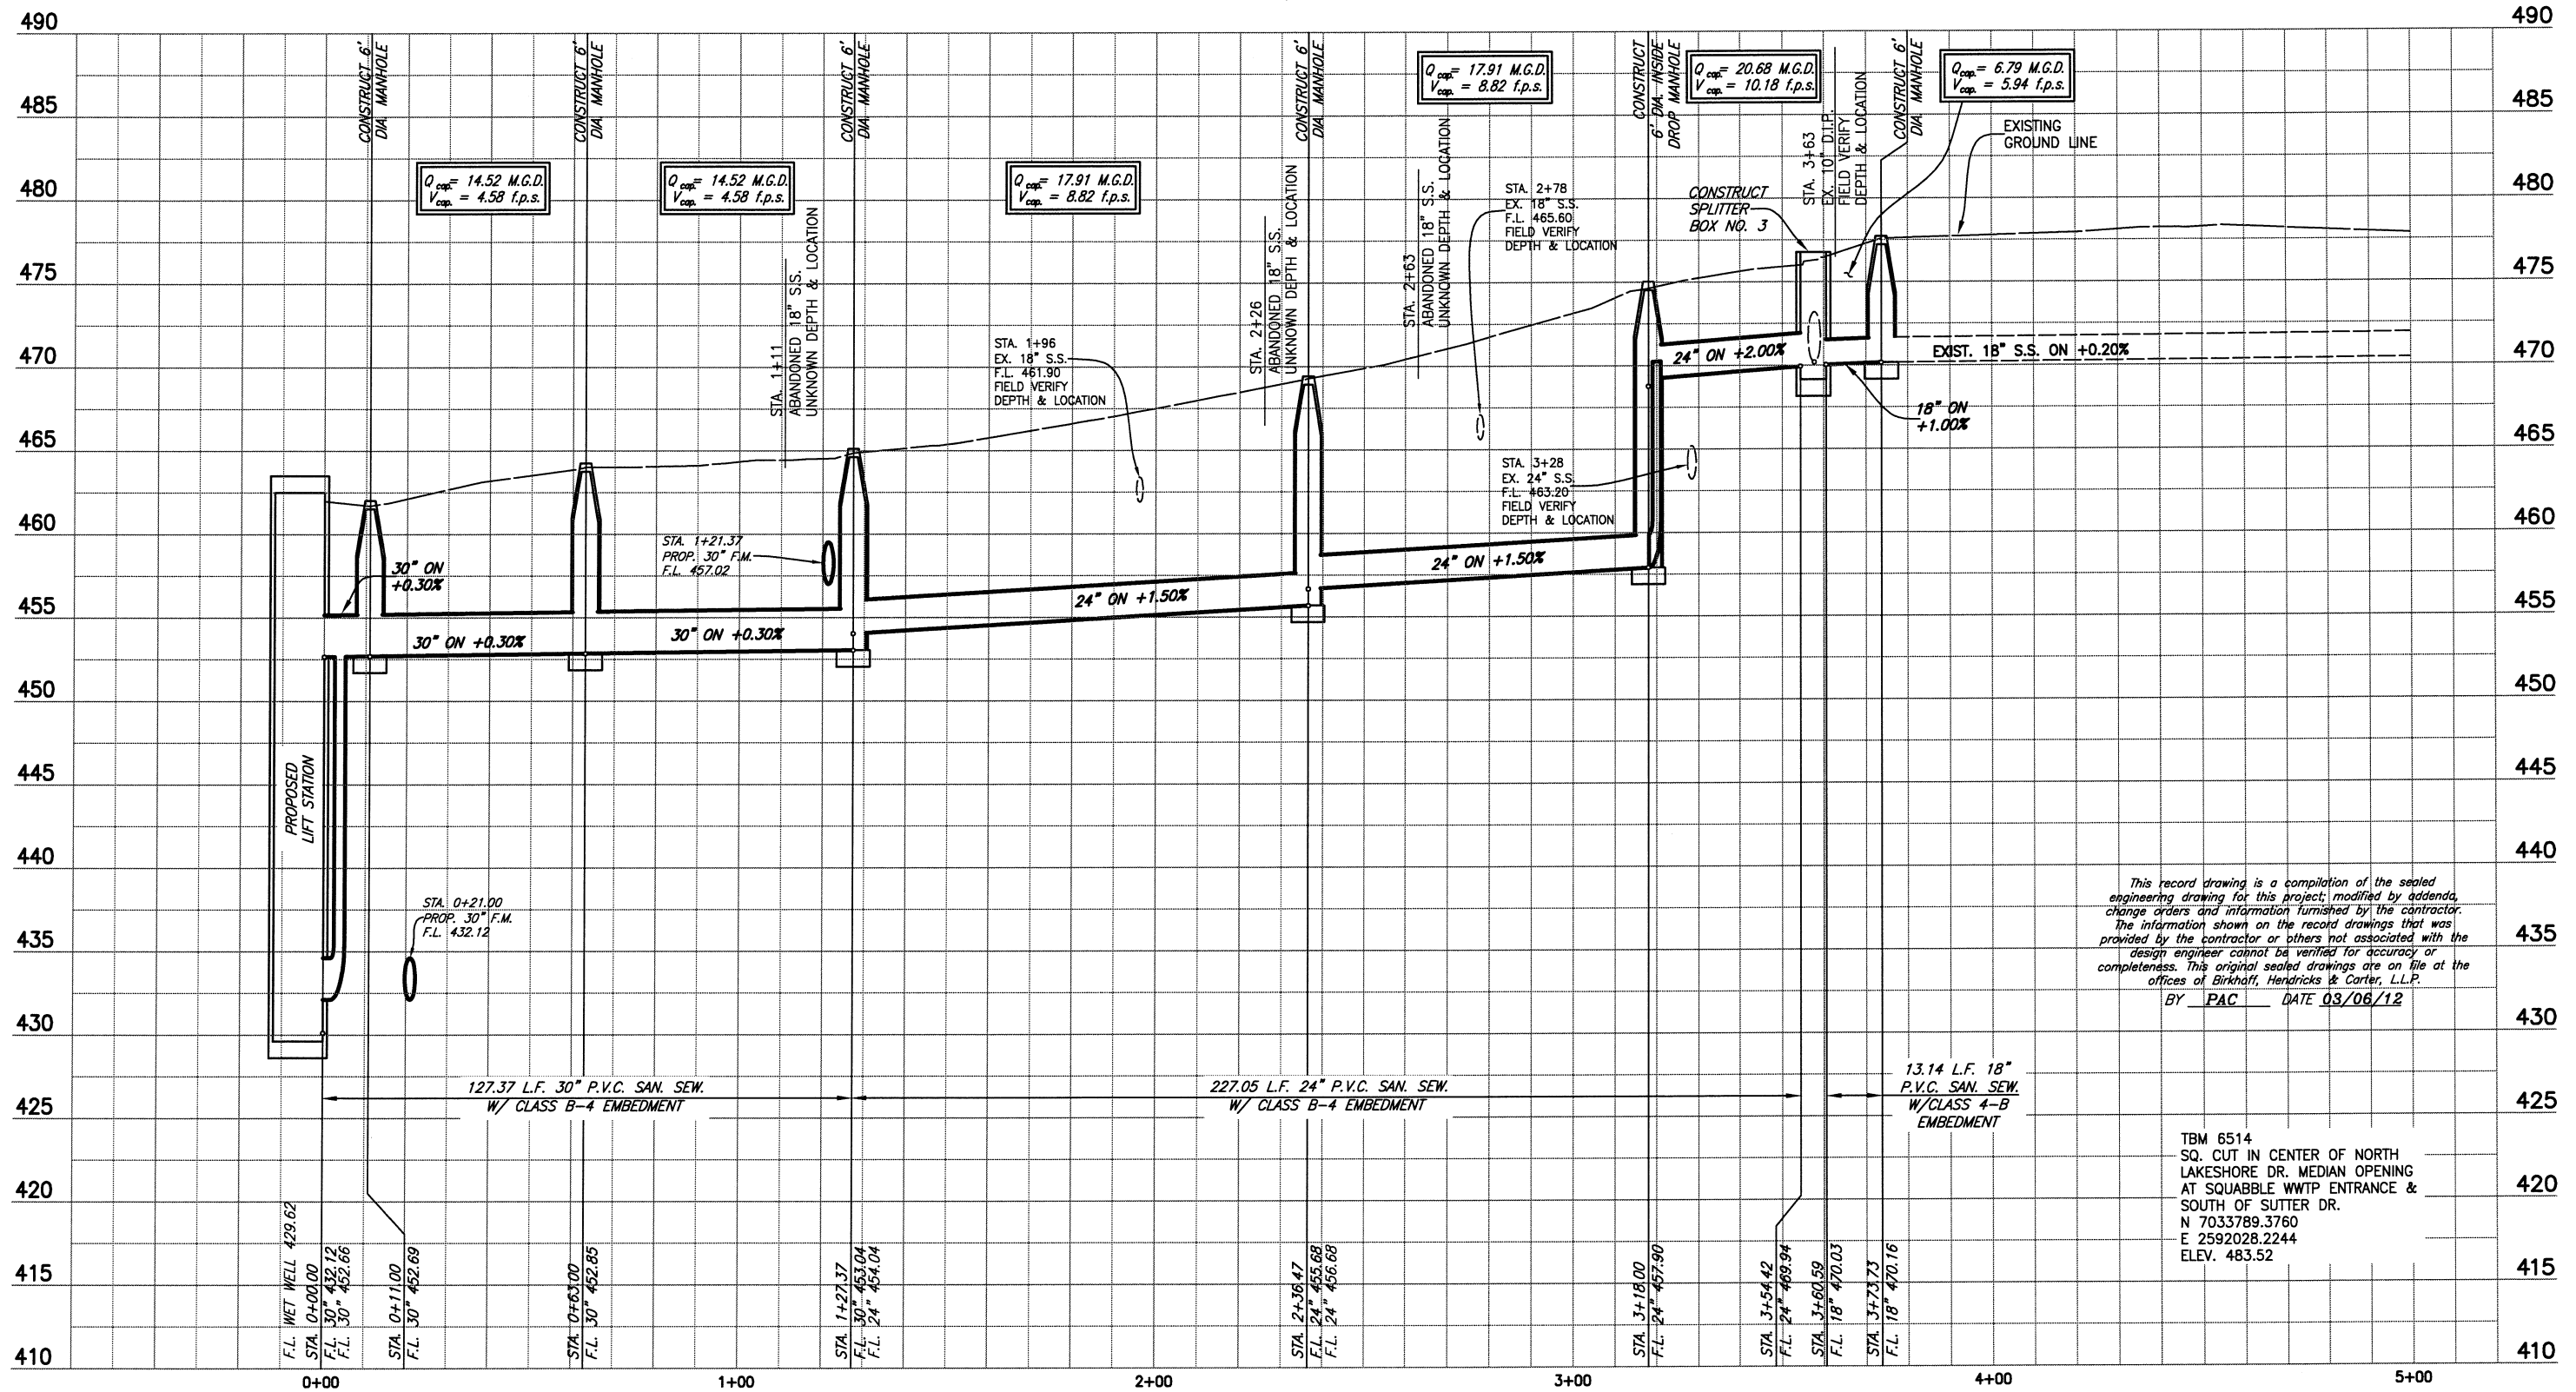 490
490
485
485
480
480
475
475
470
470
465
465
460
460
455
455
450
450
445
445
440
440
435
435
430
430
425
425
420
420
415
415
410
410
CONSTRUCT 6'
DIA. MANHOLE
CONSTRUCT 6'
DIA. MANHOLE
CONSTRUCT 6'
DIA. MANHOLE
CONSTRUCT 6'
DIA. MANHOLE
CONSTRUCT
6' DIA. INSIDE
DROP MANHOLE
CONSTRUCT 6'
DIA. MANHOLE
Q cap.= 14.52 M.G.D.
V cap. = 4.58 f.p.s.
Q cap.= 14.52 M.G.D.
V cap. = 4.58 f.p.s.
Q cap.= 17.91 M.G.D.
V cap. = 8.82 f.p.s.
Q cap.= 17.91 M.G.D.
V cap. = 8.82 f.p.s.
Q cap.= 20.68 M.G.D.
V cap. = 10.18 f.p.s.
Q cap.= 6.79 M.G.D.
V cap. = 5.94 f.p.s.
EXISTING
GROUND LINE
STA. 3+63
EX. 10" D.I.P.
FIELD VERIFY
DEPTH & LOCATION
CONSTRUCT
SPLITTER
BOX NO. 3
STA. 1+11
ABANDONED 18" S.S.
UNKNOWN DEPTH & LOCATION
STA. 2+26
ABANDONED 18" S.S.
UNKNOWN DEPTH & LOCATION
STA. 2+63
ABANDONED 18" S.S.
UNKNOWN DEPTH & LOCATION
STA. 2+78
EX. 18" S.S.
F.L. 465.60
FIELD VERIFY
DEPTH & LOCATION
STA. 1+96
EX. 18" S.S.
F.L. 461.90
FIELD VERIFY
DEPTH & LOCATION
STA. 3+28
EX. 24" S.S.
F.L. 463.20
FIELD VERIFY
DEPTH & LOCATION
STA. 1+21.37
PROP. 30" F.M.
F.L. 457.02
STA. 0+21.00
PROP. 30" F.M.
F.L. 432.12
30" ON
+0.30%
30" ON +0.30%
30" ON +0.30%
24" ON +1.50%
24" ON +1.50%
24" ON +2.00%
EXIST. 18" S.S. ON +0.20%
18" ON
+1.00%
PROPOSED
LIFT STATION
127.37 L.F. 30" P.V.C. SAN. SEW.
W/ CLASS B-4 EMBEDMENT
227.05 L.F. 24" P.V.C. SAN. SEW.
W/ CLASS B-4 EMBEDMENT
13.14 L.F. 18"
P.V.C. SAN. SEW.
W/CLASS 4-B
EMBEDMENT
This record drawing is a compilation of the sealed
engineering drawing for this project; modified by addenda,
change orders and information furnished by the contractor.
The information shown on the record drawings that was
provided by the contractor or others not associated with the
design engineer cannot be verified for accuracy or
completeness. This original sealed drawings are on file at the
offices of Birkhoff, Hendricks & Carter, L.L.P.
BY PAC DATE 03/06/12
TBM 6514
SQ. CUT IN CENTER OF NORTH
LAKESHORE DR. MEDIAN OPENING
AT SQUABBLE WWTP ENTRANCE &
SOUTH OF SUTTER DR.
N 7033789.3760
E 2592028.2244
ELEV. 483.52
F.L. WET WELL 429.62
STA. 0+00.00
F.L. 30" 432.12
F.L. 30" 452.66
STA. 0+11.00
F.L. 30" 452.69
STA. 0+63.00
F.L. 30" 452.85
STA. 1+27.37
F.L. 30" 453.04
F.L. 24" 454.04
STA. 2+36.47
F.L. 24" 455.68
F.L. 24" 456.68
STA. 3+18.00
F.L. 24" 457.90
STA. 3+54.42
F.L. 24" 469.94
STA. 3+60.59
F.L. 18" 470.03
STA. 3+73.73
F.L. 18" 470.16
0+00
1+00
2+00
3+00
4+00
5+00